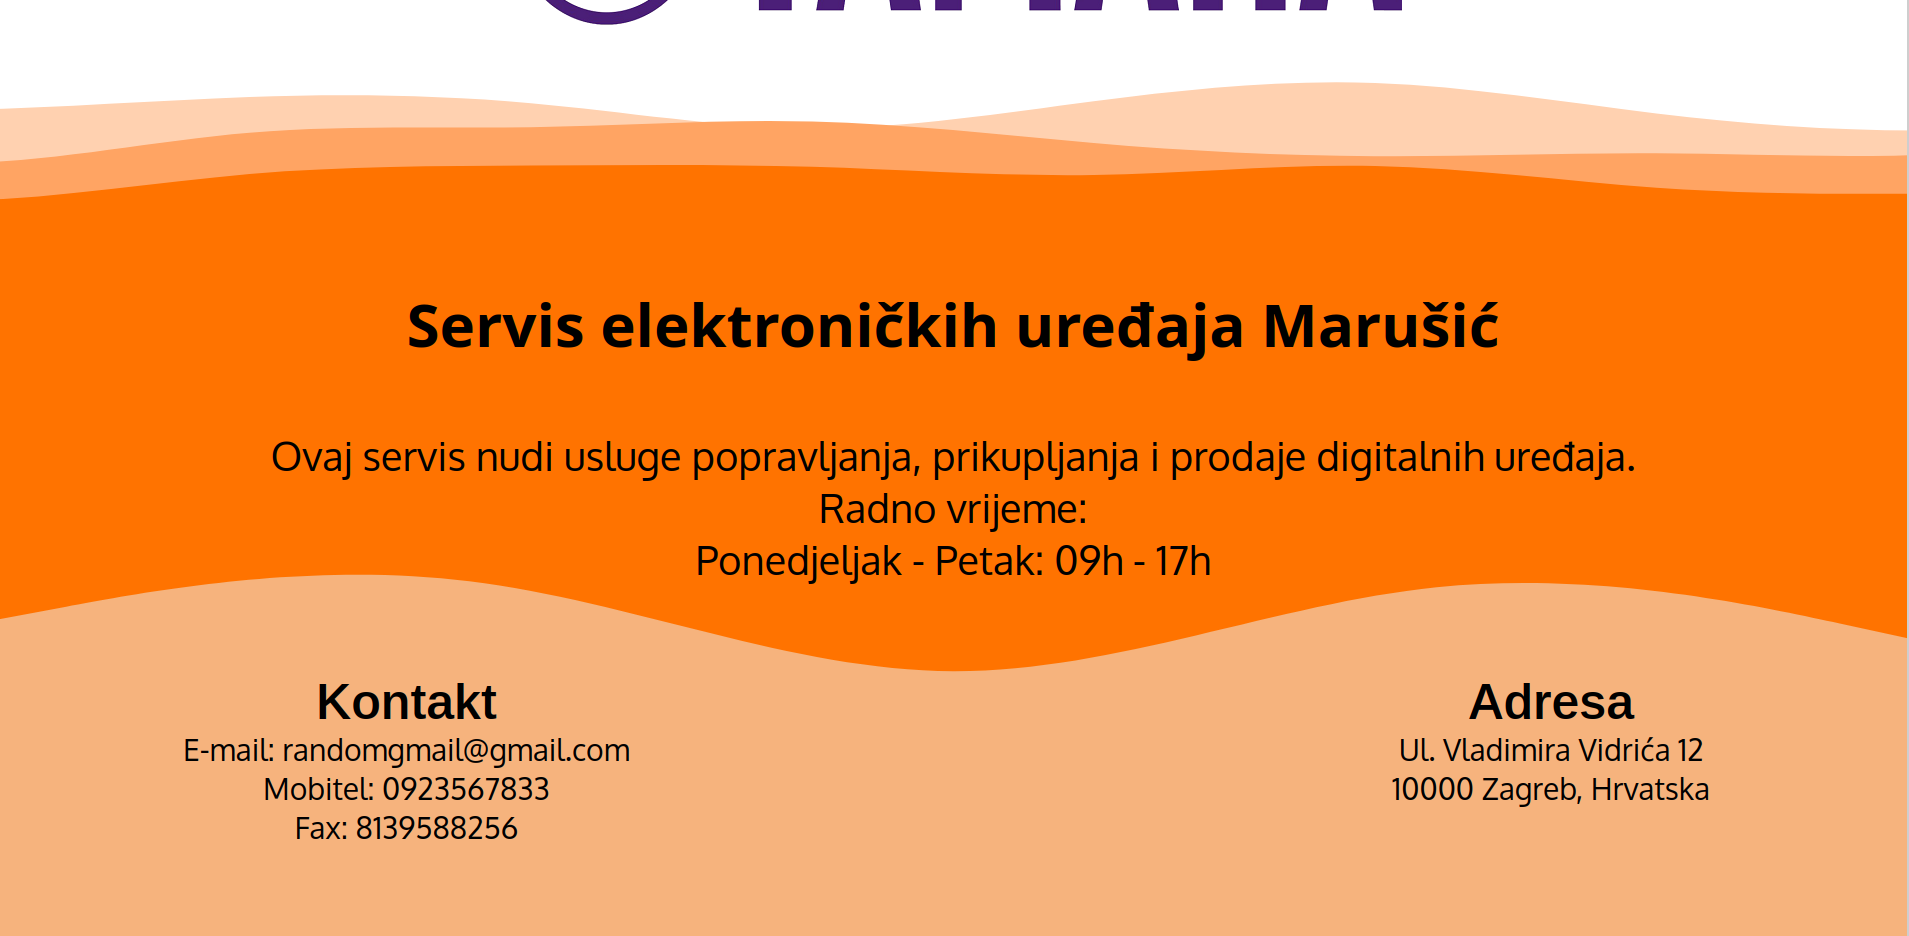 Servis elektroničkih uređaja Marušić
Ovaj servis nudi usluge popravljanja, prikupljanja i prodaje digitalnih uređaja.
Radno vrijeme:
Ponedjeljak - Petak: 09h - 17h
Kontakt
E-mail: randomgmail@gmail.com
Mobitel: 0923567833
Fax: 8139588256
Adresa
Ul. Vladimira Vidrića 12
10000 Zagreb, Hrvatska